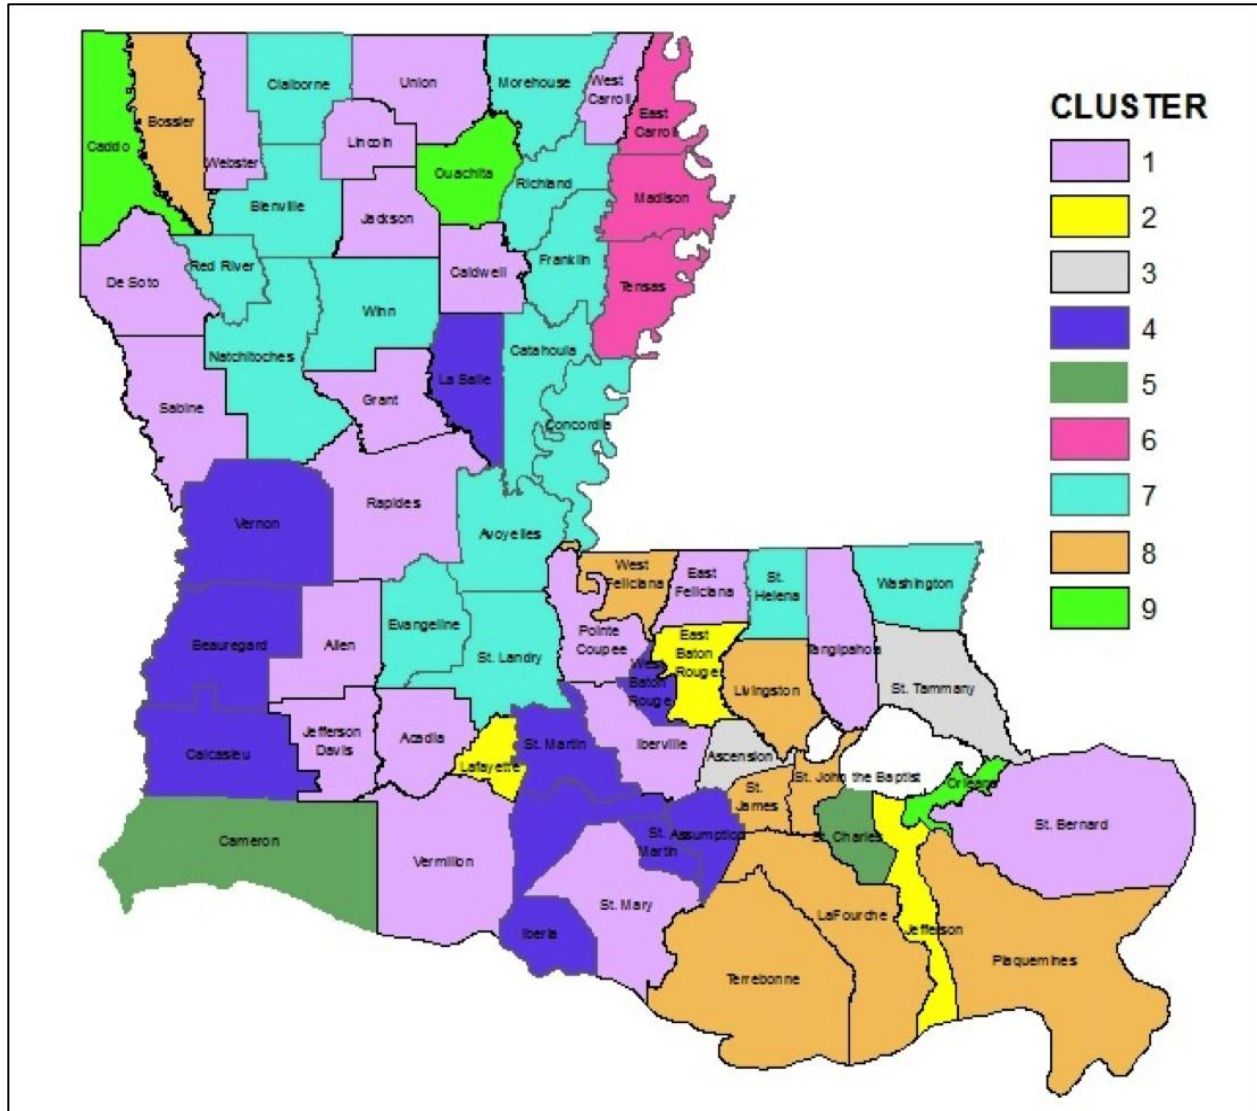 CLUSTER
1
2
3
4
5
6
7
8
9
Caddo
Bossier
Webster
Claiborne
Union
Lincoln
Morehouse
West
Carroll
East
Carroll
Ouachita
Richland
Madison
Bienville
Jackson
De Soto
Red River
Caldwell
Franklin
Tensas
Winn
Natchitoches
Catahoula
La Salle
Sabine
Grant
Concordia
Rapides
Vernon
Avoyelles
West
Feliciana
East
Feliciana
St.
Helena
Washington
Beauregard
Allen
Evangeline
St. Landry
Pointe
Coupee
East
Baton
Rouge
Tangipahoa
West
Baton
Rouge
Livingston
St. Tammany
Calcasieu
Jefferson
Davis
Acadia
Lafayette
St. Martin
Iberville
Ascension
St. John the Baptist
St.
James
Orleans
Cameron
Vermilion
St.
Martin
Assumption
St. Charles
St. Bernard
Iberia
St. Mary
LaFourche
Jefferson
Terrebonne
Plaquemines